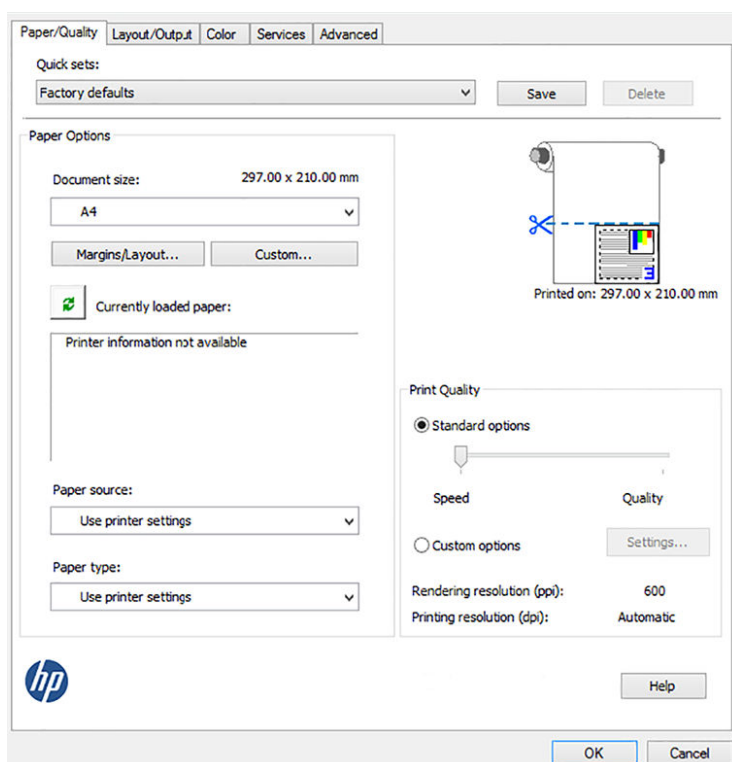 Paper/Quality Layout/Output Color Services Advanced
Quick sets:
Factory defaults
Save Delete
Paper Options
Document size: 297.00 x 210.00 mm
A4
Margins/Layout... Custom...
Currently loaded paper:
Printer information not available
Printed on: 297.00 x 210.00 mm
Print Quality
Standard options
Speed Quality
Custom options Settings...
Rendering resolution (ppi): 600
Printing resolution (dpi): Automatic
Paper source:
Use printer settings
Paper type:
Use printer settings
hp
Help
OK Cancel